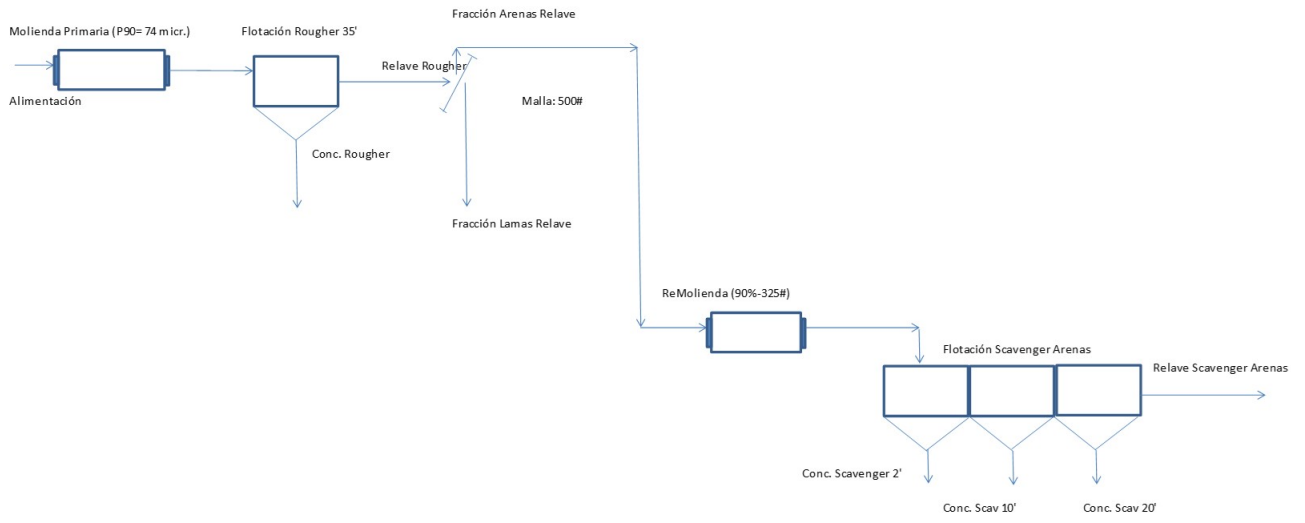 Fracción Arenas Relave
Molienda Primaria (P90= 74 micr.)
Flotación Rougher 35'
Relave Rougher
Alimentación
Malla: 500#
Conc. Rougher
Fracción Lamas Relave
ReMolienda (90%-325#)
Flotación Scavenger Arenas
Relave Scavenger Arenas
Conc. Scavenger 2'
Conc. Scav 10'
Conc. Scav 20'